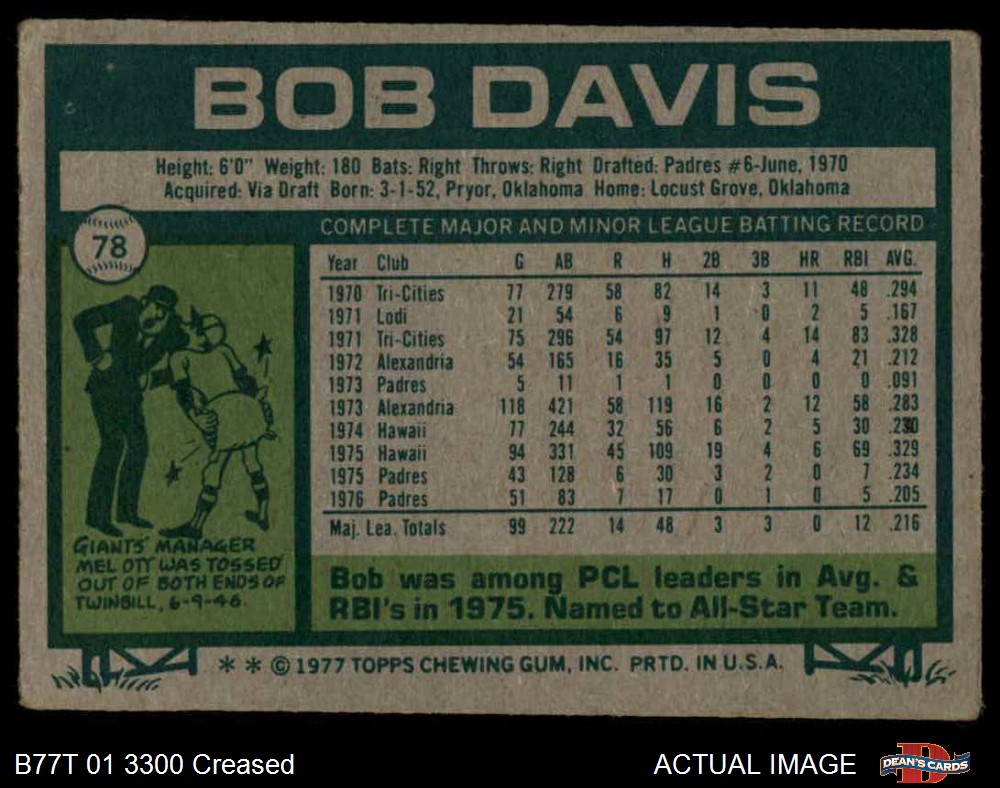 BOB DAVIS
Height: 6'0" Weight: 180 Bats: Right Throws: Right Drafted: Padres #6-June, 1970
Acquired: Via Draft Born: 3-1-52, Pryor, Oklahoma Home: Locust Grove, Oklahoma
78
COMPLETE MAJOR AND MINOR LEAGUE BATTING RECORD
Year Club G AB R H 2B 3B HR RBI AVG.
1970 Tri-Cities 77 279 58 82 14 3 11 48 .294
1971 Lodi 21 54 6 9 1 0 2 5 .167
1971 Tri-Cities 75 296 54 97 12 4 14 83 .328
1972 Alexandria 54 165 16 35 5 0 4 21 .212
1973 Padres 5 11 1 1 0 0 0 0 .091
1973 Alexandria 118 421 58 119 16 2 12 58 .283
1974 Hawaii 77 244 32 56 6 2 5 30 .230
1975 Hawaii 94 331 45 109 19 4 6 69 .329
1975 Padres 43 128 6 30 3 2 0 7 .234
1976 Padres 51 83 7 17 0 1 0 5 .205
Maj. Lea. Totals 99 222 14 48 3 3 0 12 .216
GIANTS' MANAGER
MEL OTT WAS TOSSED
OUT OF BOTH ENDS OF
TWINBILL, 6-9-46.
Bob was among PCL leaders in Avg. &
RBI's in 1975. Named to All-Star Team.
* * © 1977 TOPPS CHEWING GUM, INC. PRTD. IN U.S.A.
B77T 01 3300 Creased
ACTUAL IMAGE
D
DEAN'S CARDS